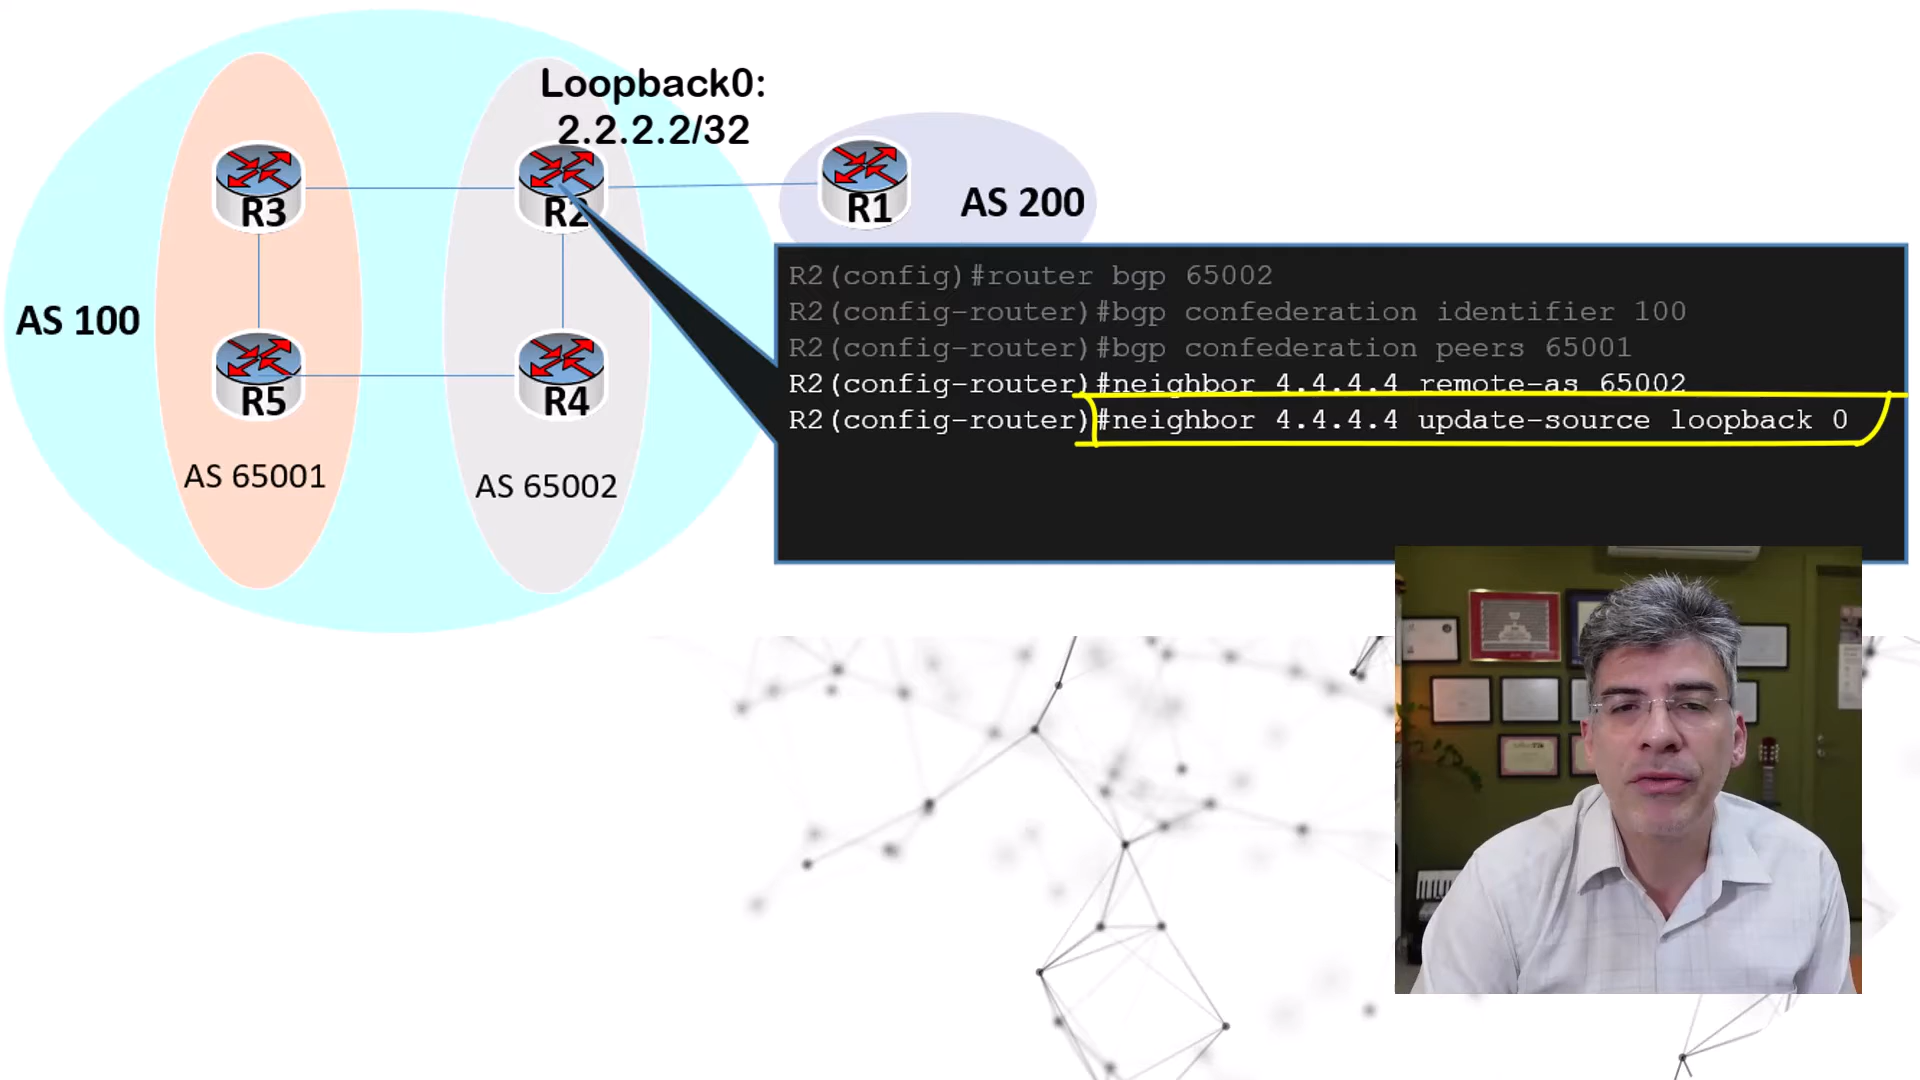 Loopback0:
2.2.2.2/32
R3
R2
R1
AS 200
AS 100
R5
R4
AS 65001
AS 65002
R2(config)#router bgp 65002
R2(config-router)#bgp confederation identifier 100
R2(config-router)#bgp confederation peers 65001
R2(config-router)#neighbor 4.4.4.4 remote-as 65002
R2(config-router)#neighbor 4.4.4.4 update-source loopback 0